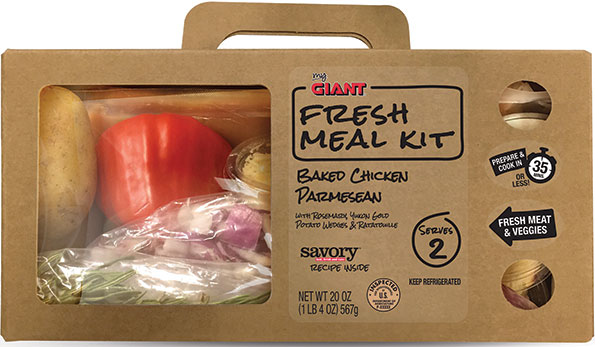 my
GIANT
FRESH
MEAL KIT
BAKED CHICKEN
PARMESEAN
WITH ROSEMARY, YUKON GOLD
POTATO WEDGES & RATATOUILLE
savory
RECIPE INSIDE
SERVES
2
KEEP REFRIGERATED
NET WT 20 OZ
(1 LB 4 OZ) 567g
INSPECTED
U.S.
PREPARE &
COOK IN
35
MINS.
OR
LESS!
FRESH MEAT
& VEGGIES